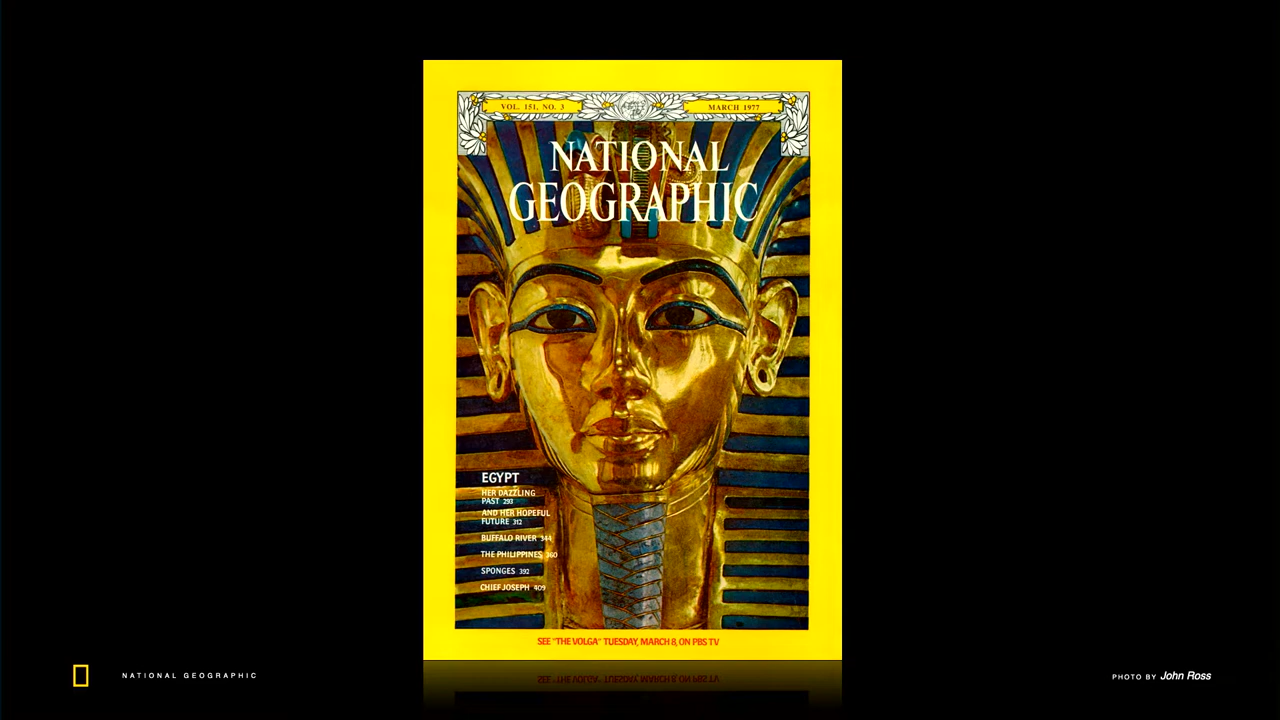 VOL. 151, NO. 3
MARCH 1977
NATIONAL
GEOGRAPHIC
EGYPT
HER DAZZLING
PAST 293
AND HER HOPEFUL
FUTURE 312
BUFFALO RIVER 344
THE PHILIPPINES 360
SPONGES 392
CHIEF JOSEPH 409
SEE "THE VOLGA" TUESDAY, MARCH 8, ON PBS TV
NATIONAL GEOGRAPHIC
PHOTO BY John Ross